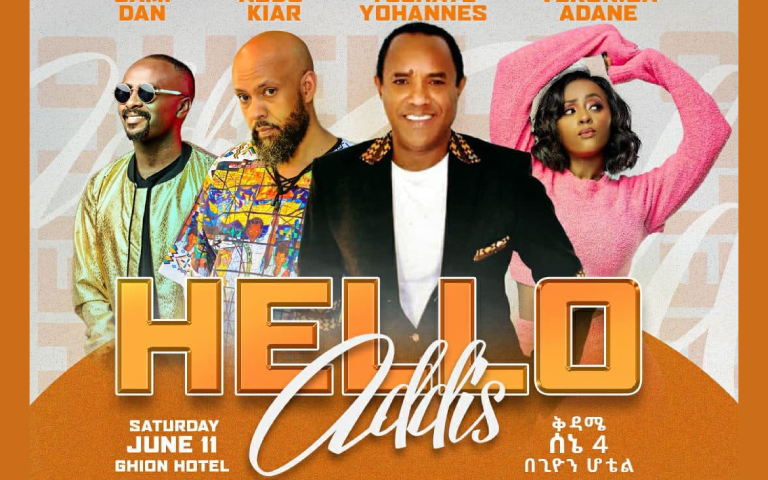 DAN
KIAR
YOHANNES
ADANE
HELLO
Addis
SATURDAY
JUNE 11
GHION HOTEL
ቅዳሜ
ሰኔ 4
በጊዮን ሆቴል